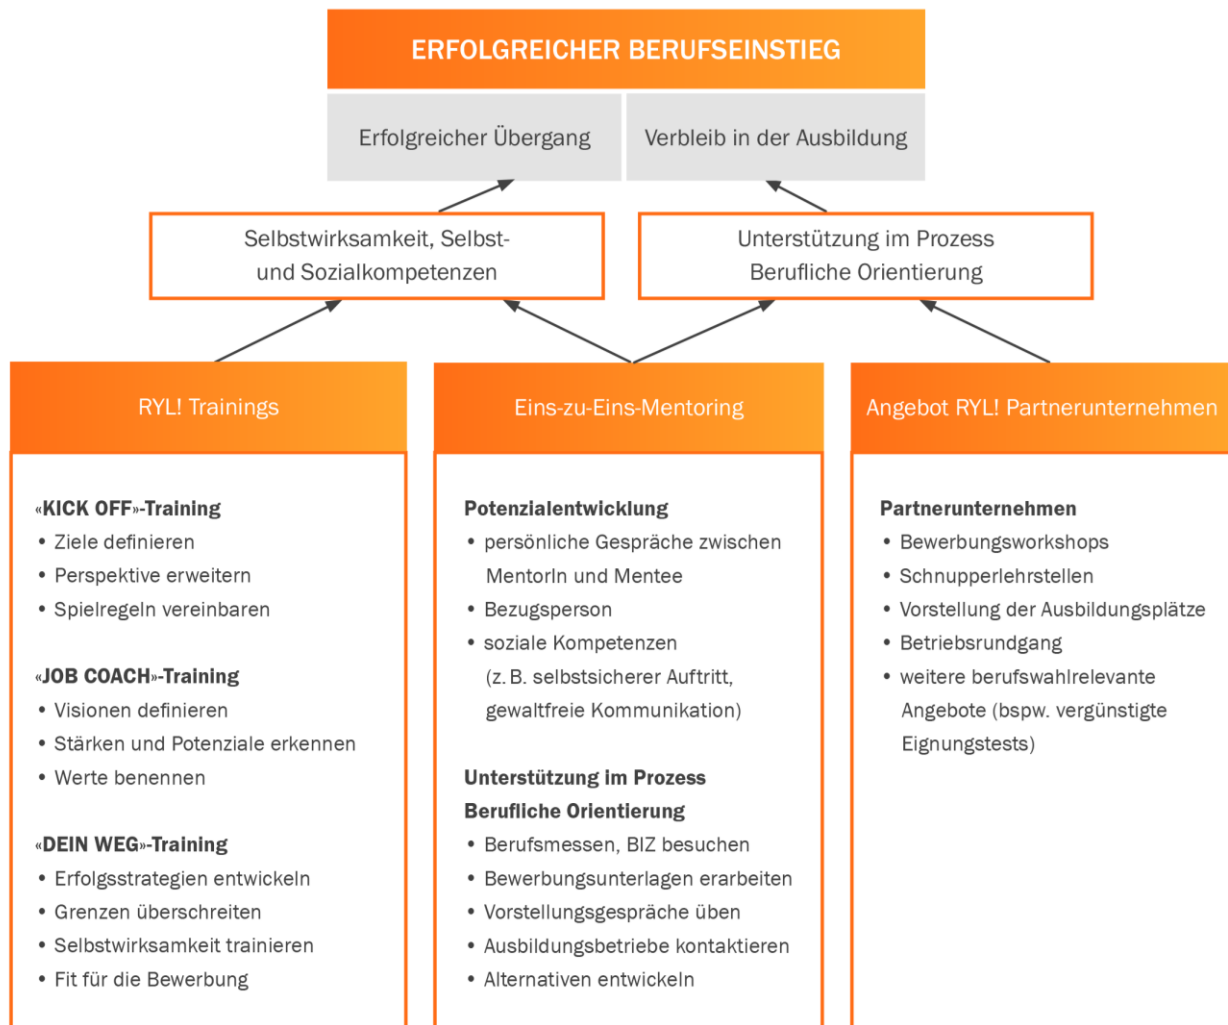 ERFOLGREICHER BERUFSEINSTIEG
Erfolgreicher Übergang
Verbleib in der Ausbildung
Selbstwirksamkeit, Selbst-
und Sozialkompetenzen
Unterstützung im Prozess
Berufliche Orientierung
RYL! Trainings
«KICK OFF»-Training
• Ziele definieren
• Perspektive erweitern
• Spielregeln vereinbaren
«JOB COACH»-Training
• Visionen definieren
• Stärken und Potenziale erkennen
• Werte benennen
«DEIN WEG»-Training
• Erfolgsstrategien entwickeln
• Grenzen überschreiten
• Selbstwirksamkeit trainieren
• Fit für die Bewerbung
Eins-zu-Eins-Mentoring
Potenzialentwicklung
• persönliche Gespräche zwischen
MentorIn und Mentee
• Bezugsperson
• soziale Kompetenzen
(z. B. selbstsicherer Auftritt,
gewaltfreie Kommunikation)
Unterstützung im Prozess
Berufliche Orientierung
• Berufsmessen, BIZ besuchen
• Bewerbungsunterlagen erarbeiten
• Vorstellungsgespräche üben
• Ausbildungsbetriebe kontaktieren
• Alternativen entwickeln
Angebot RYL! Partnerunternehmen
Partnerunternehmen
• Bewerbungsworkshops
• Schnupperlehrstellen
• Vorstellung der Ausbildungsplätze
• Betriebsrundgang
• weitere berufswahlrelevante
Angebote (bspw. vergünstigte
Eignungstests)